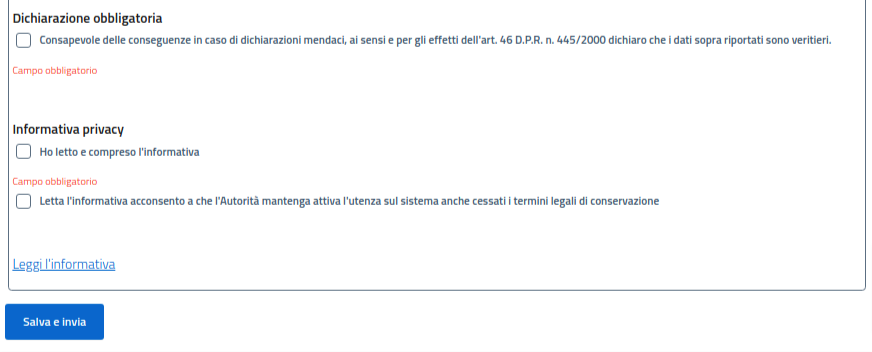 Dichiarazione obbligatoria
Consapevole delle conseguenze in caso di dichiarazioni mendaci, ai sensi e per gli effetti dell'art. 46 D.P.R. n. 445/2000 dichiaro che i dati sopra riportati sono veritieri.
Campo obbligatorio
Informativa privacy
Ho letto e compreso l'informativa
Campo obbligatorio
Letta l'informativa acconsento a che l'Autorità mantenga attiva l'utenza sul sistema anche cessati i termini legali di conservazione
Leggi l'informativa
Salva e invia